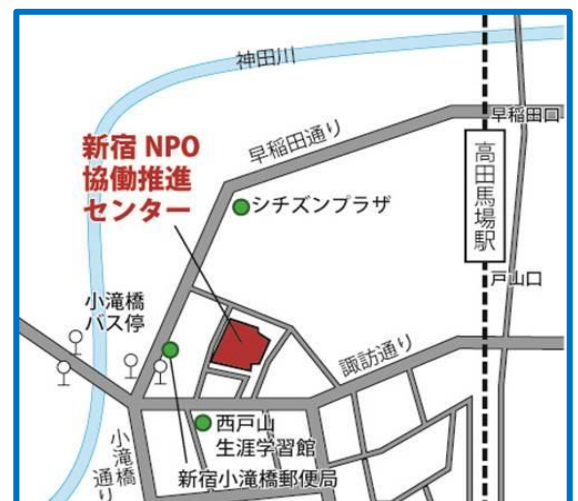 神田川
早稲田口
早稲田通り
新宿 NPO
協働推進
センター
高田馬場駅
シチズンプラザ
戸山口
小滝橋
バス停
諏訪通り
西戸山
生涯学習館
小滝橋
通り
新宿小滝橋郵便局